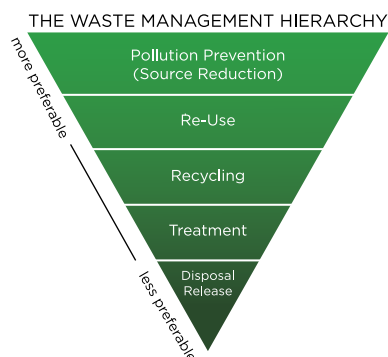 THE WASTE MANAGEMENT HIERARCHY
more preferable
Pollution Prevention
(Source Reduction)
Re-Use
Recycling
Treatment
Disposal
Release
less preferable